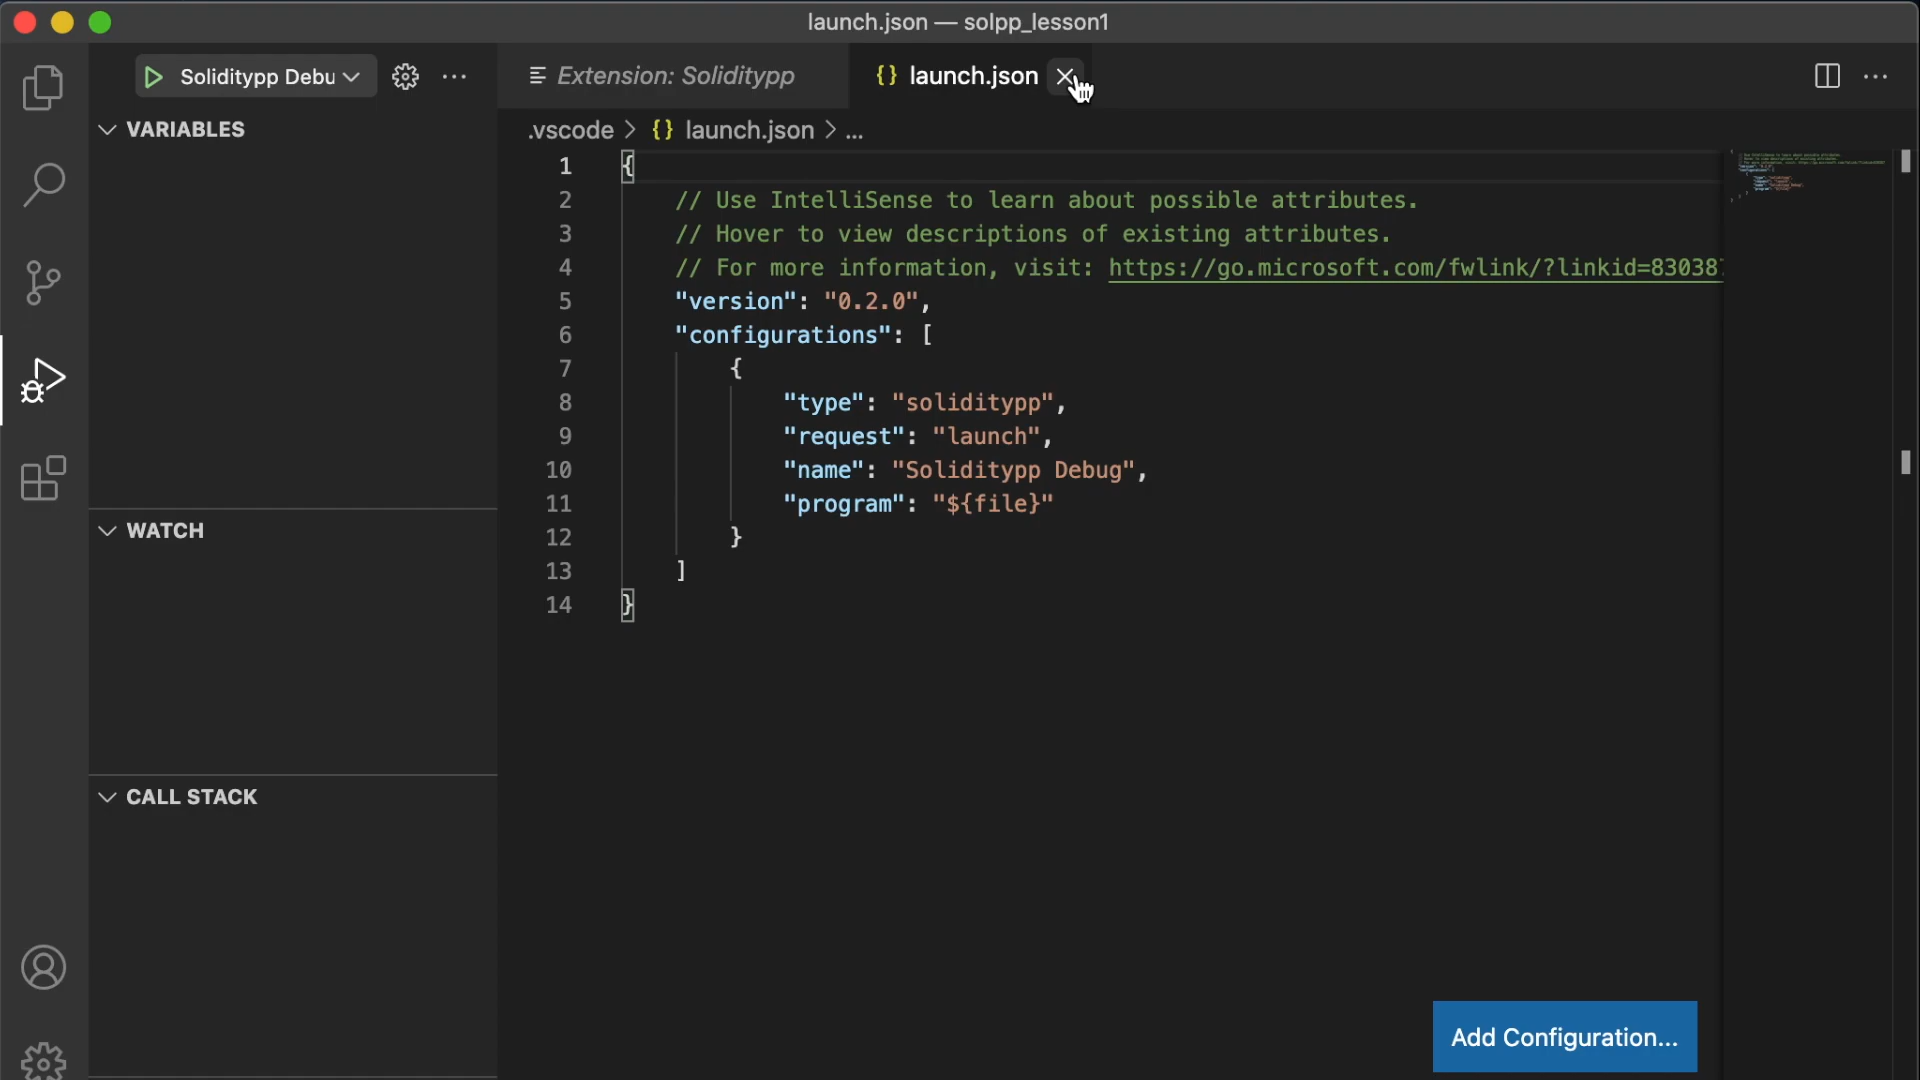 launch.json — solpp_lesson1
Soliditypp Debu
Extension: Soliditypp
{} launch.json
VARIABLES
.vscode > {} launch.json > ...
1 {
2 // Use IntelliSense to learn about possible attributes.
3 // Hover to view descriptions of existing attributes.
4 // For more information, visit: https://go.microsoft.com/fwlink/?linkid=83038
5 "version": "0.2.0",
6 "configurations": [
7 {
8 "type": "soliditypp",
9 "request": "launch",
10 "name": "Soliditypp Debug",
11 "program": "${file}"
12 }
13 ]
14 }
WATCH
CALL STACK
Add Configuration...